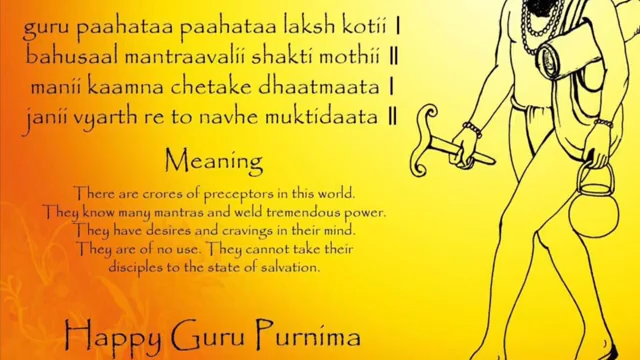 guru paahataa paahataa laksh kotii |
bahusaal mantraavalii shakti mothii ||
manii kaamna chetake dhaatmaata |
janii vyarth re to navhe muktidaata ||
Meaning
There are crores of preceptors in this world.
They know many mantras and weld tremendous power.
They have desires and cravings in their mind.
They are of no use. They cannot take their
disciples to the state of salvation.
Happy Guru Purnima